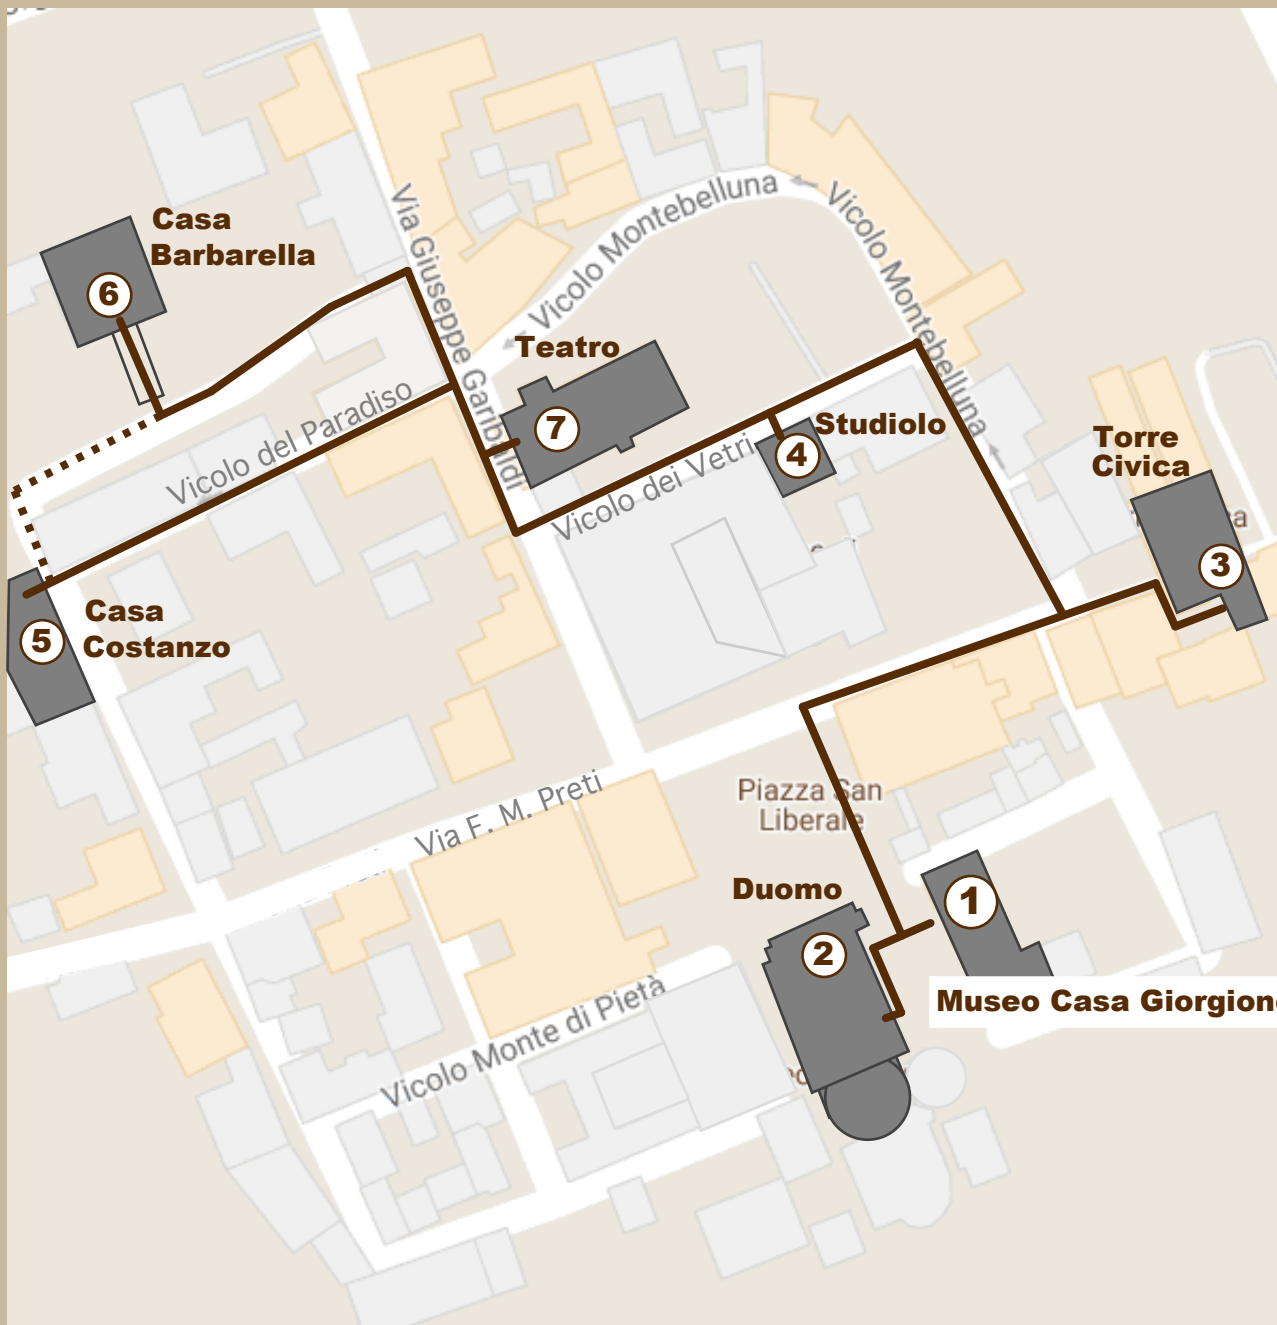 Casa
Barbarella
6
Via Giuseppe Garibaldi
Vicolo Montebelluna
Vicolo Montebelluna
Teatro
7
Vicolo del Paradiso
Studiolo
4
Vicolo dei Vetri
Torre
Civica
3
Casa
Costanzo
5
Piazza San
Liberale
Via F. M. Preti
Duomo
2
1
Museo Casa Giorgione
Vicolo Monte di Pietà